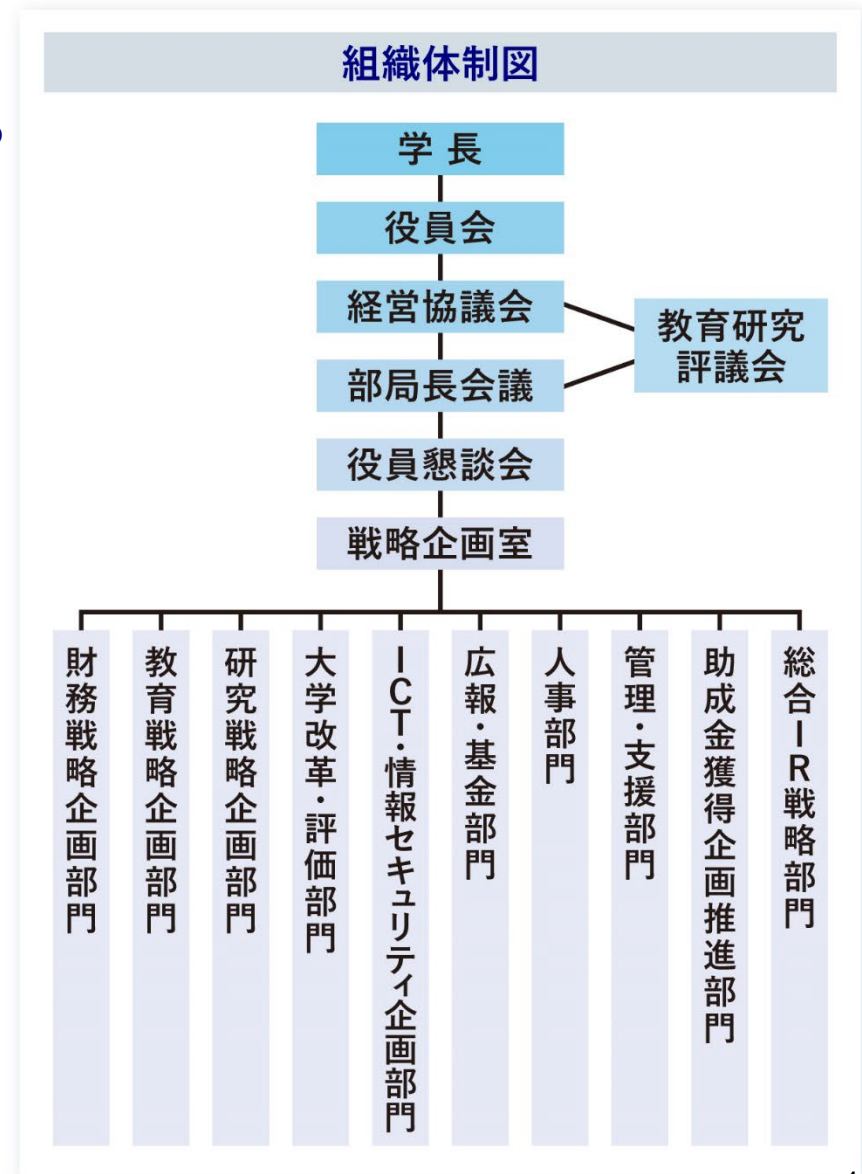 組織体制図
学長
役員会
経営協議会
教育研究
評議会
部局長会議
役員懇談会
戦略企画室
財務戦略企画部門
教育戦略企画部門
研究戦略企画部門
大学改革・評価部門
ICT・情報セキュリティ企画部門
広報・基金部門
人事部門
管理・支援部門
助成金獲得企画推進部門
総合IR戦略部門